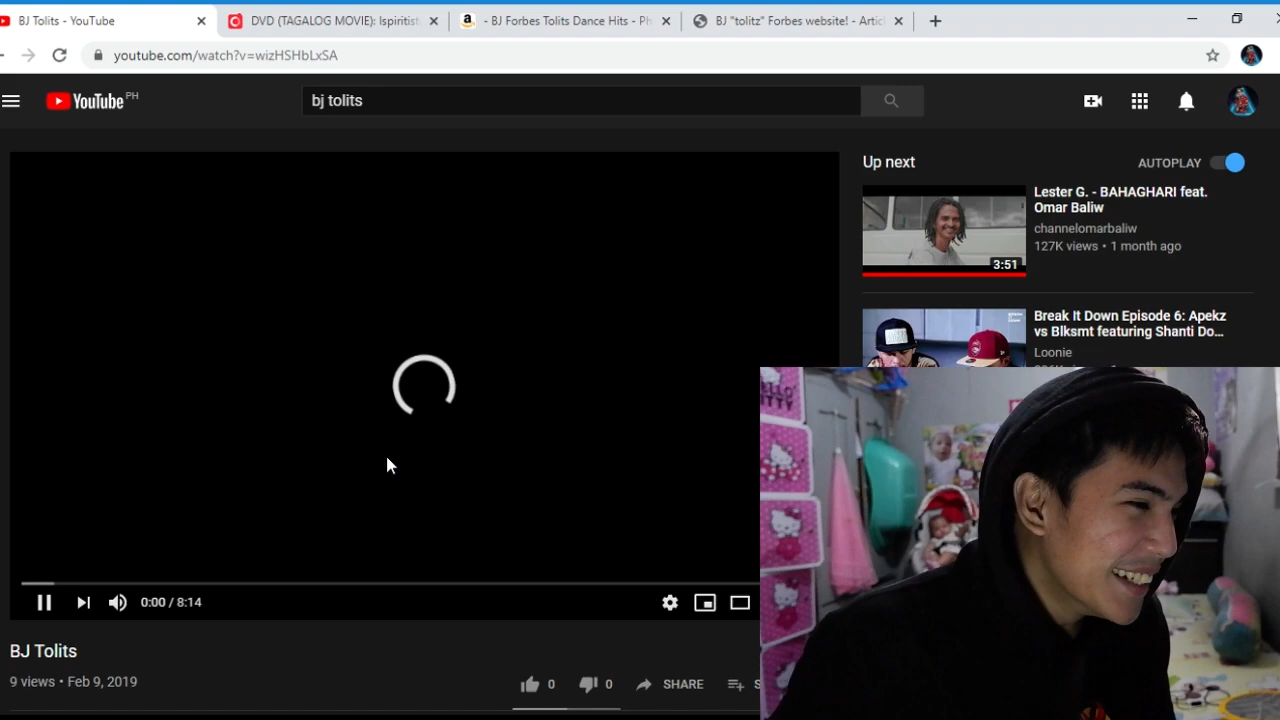 BJ Tolits - YouTube
DVD (TAGALOG MOVIE): Ispiritista
- BJ Forbes Tolits Dance Hits - Ph
BJ "tolitz" Forbes website! - Artic
youtube.com/watch?v=wizHSHbLxSA
YouTube PH
bj tolits
Up next
AUTOPLAY
Lester G. - BAHAGHARI feat.
Omar Baliw
channelomarbaliw
127K views • 1 month ago
3:51
Break It Down Episode 6: Apekz
vs Blksmt featuring Shanti Do...
Loonie
HELLO
KITTY
0:00 / 8:14
BJ Tolits
9 views • Feb 9, 2019
0
0
SHARE
S